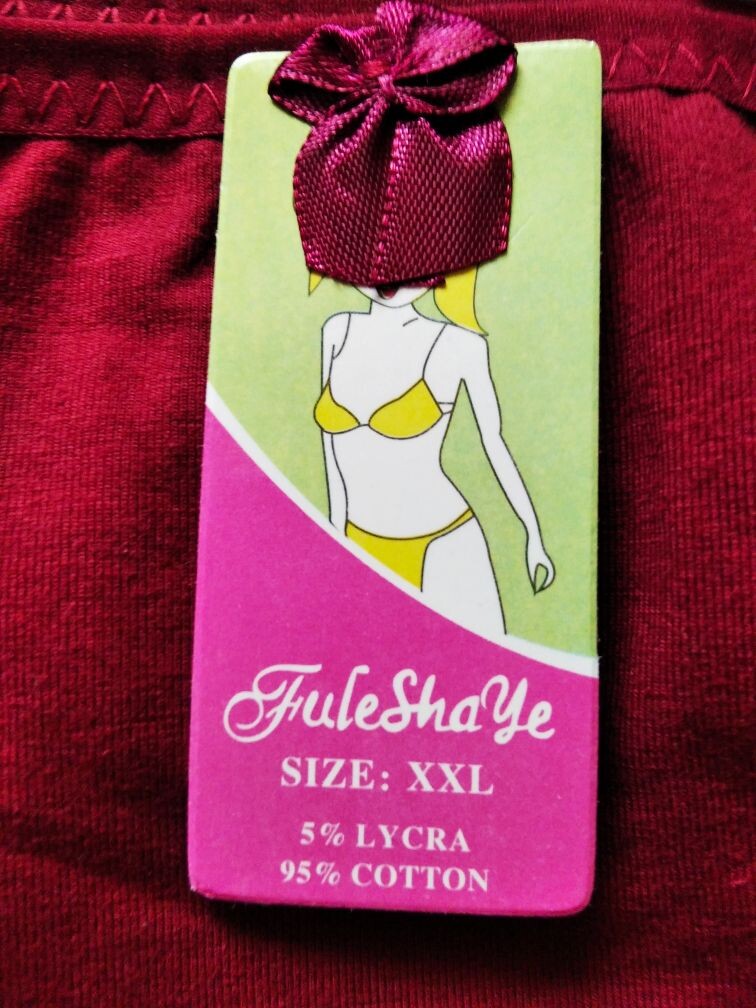 FuleShaYe
SIZE: XXL
5% LYCRA
95% COTTON